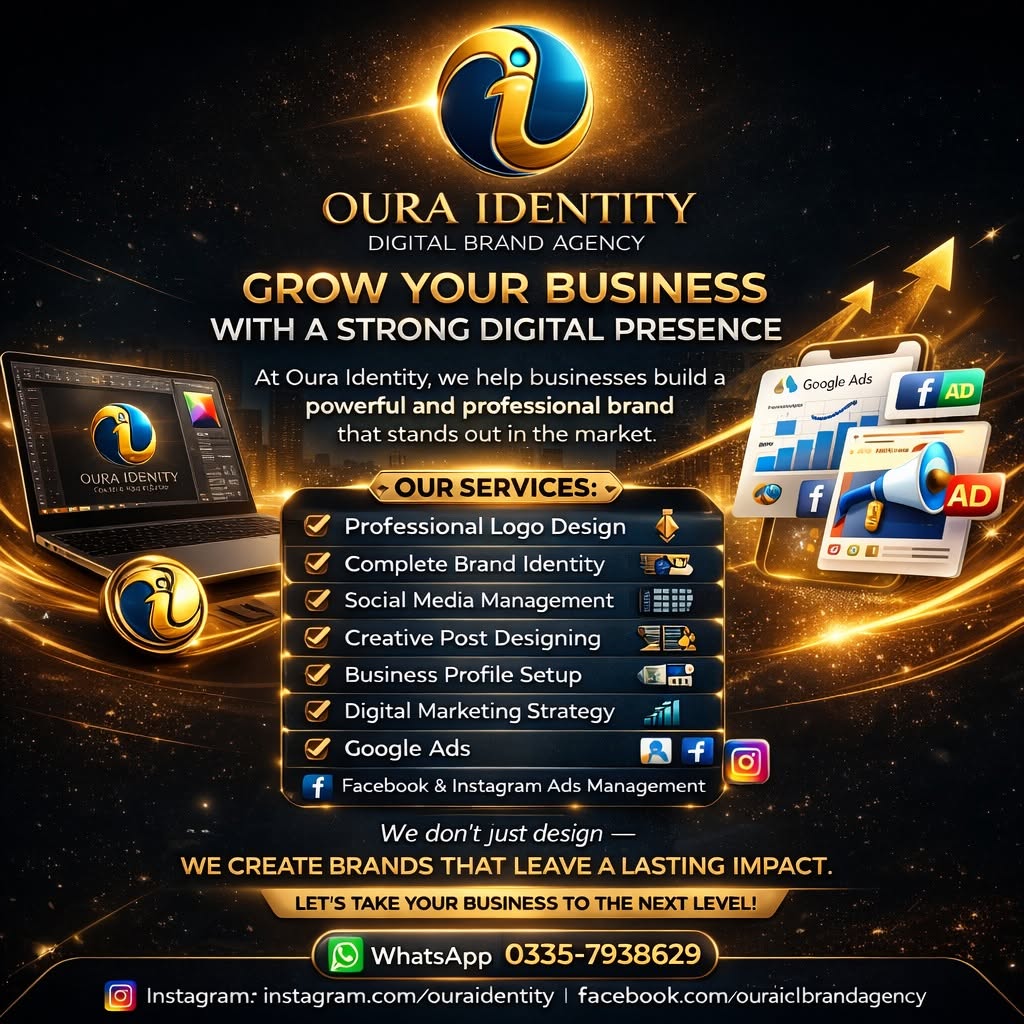 OURA IDENTITY
DIGITAL BRAND AGENCY
GROW YOUR BUSINESS
WITH A STRONG DIGITAL PRESENCE
At Oura Identity, we help businesses build a
powerful and professional brand
that stands out in the market.
OURA IDENTITY
Google Ads
f AD
f
AD
OUR SERVICES:
Professional Logo Design
Complete Brand Identity
Social Media Management
Creative Post Designing
Business Profile Setup
Digital Marketing Strategy
Google Ads
Facebook & Instagram Ads Management
We don't just design —
WE CREATE BRANDS THAT LEAVE A LASTING IMPACT.
LET'S TAKE YOUR BUSINESS TO THE NEXT LEVEL!
WhatsApp 0335-7938629
Instagram: instagram.com/ouraidentity | facebook.com/ouraiclbrandagency